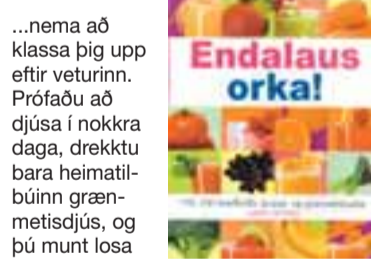 ...nema að
klassa þig upp
eftir veturinn.
Prófaðu að
djúsa í nokkra
daga, drekktu
bara heimatil-
búinn græn-
metisdjús, og
þú munt losa
Endalaus
orka!